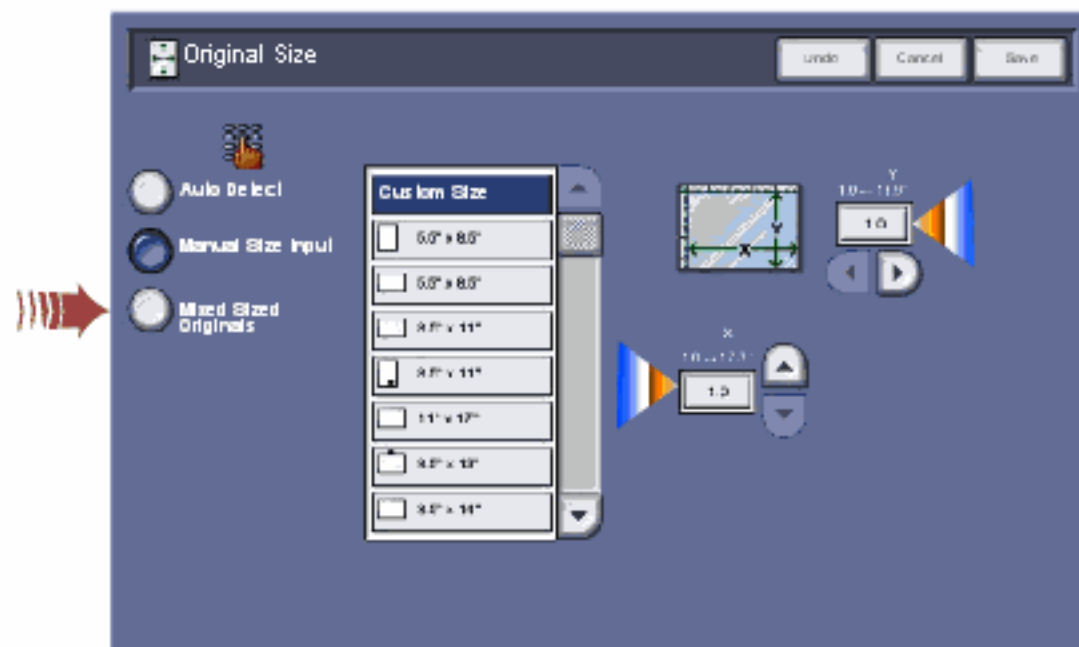 Original Size
Undo
Cancel
Save
Auto Detect
Manual Size Input
Mixed Sized
Originals
Custom Size
5.5" x 8.5"
5.5" x 8.5"
8.5" x 11"
8.5" x 11"
11" x 17"
8.5" x 13"
8.5" x 14"
Y
1.0
X
1.0
X
Y